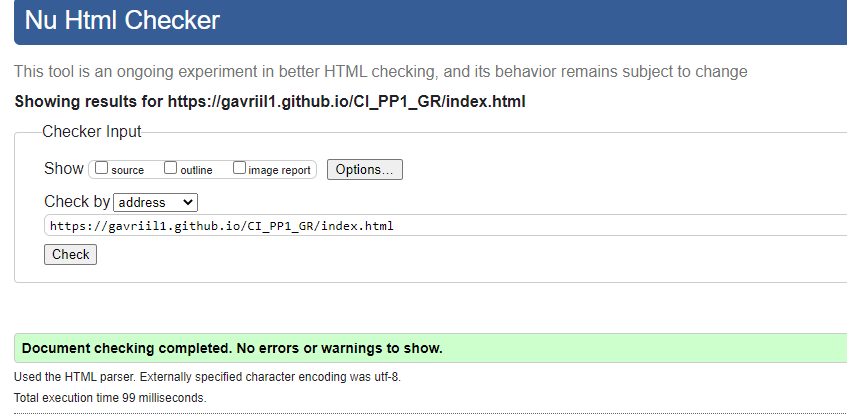 Nu Html Checker
This tool is an ongoing experiment in better HTML checking, and its behavior remains subject to change
Showing results for https://gavriil1.github.io/CI_PP1_GR/index.html
Checker Input
Show source outline image report Options...
Check by address
https://gavriil1.github.io/CI_PP1_GR/index.html
Check
Document checking completed. No errors or warnings to show.
Used the HTML parser. Externally specified character encoding was utf-8.
Total execution time 99 milliseconds.